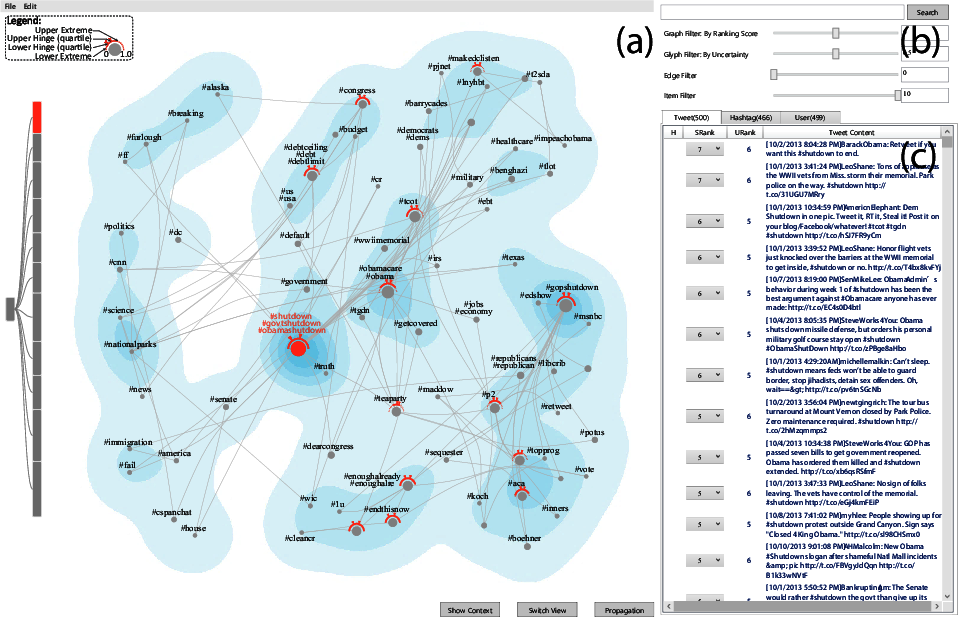 File Edit
Legend:
Upper Extreme
Upper Hinge (quartile)
Lower Hinge (quartile)
Lower Extreme
0 1.0
(a)
#makedclisten
#pjnet
#t2sda
#lnyhbt
#alaska
#congress
#barrycades
#breaking
#budget
#democrats
#dems
#furlough
#healthcare
#impeachobama
#ff
#debtceiling
#debt
#debtlimit
#tlot
#benghazi
#cr
#military
#us
#usa
#tcot
#ebt
#politics
#dc
#default
#wwiimemorial
#cnn
#irs
#texas
#obamacare
#obama
#government
#gopshutdown
#edshow
#science
#shutdown
#govtshutdown
#obamashutdown
#tgdn
#jobs
#economy
#msnbc
#getcovered
#nationalparks
#republicans
#republican
#libcrib
#truth
#news
#maddow
#teaparty
#p2
#senate
#retweet
#immigration
#potus
#america
#dearcongress
#sequester
#topprog
#fail
#enoughalready
#enoughalre
#vote
#aca
#wic
#1u
#koch
#cspanchat
#endthisnow
#inners
#house
#cleancr
#boehner
Show Context Switch View Propagation
Search
(b)
Graph Filter: By Ranking Score
Glyph Filter: By Uncertainty
Edge Filter 0
Item Filter 10
Tweet(500) Hashtag(466) User(499)
(c)
H SRank URank Tweet Content
7 6 [10/2/2013 8:04:28 PM]BarackObama: Retweet if you
want this #shutdown to end.
7 6 [10/1/2013 3:41:24 PM]LeoShane: Tons of
the WWII vets from Miss. storm their memorial. Park
police on the way. #shutdown http://
t.co/31UGU7MRry
6 5 [10/1/2013 10:34:59 PM]AmericanElephant: Dem
Shutdown in one pic. Tweet it, RT it, Steal it! Post it on
your blog/Facebook/whatever! #tcot #tgdn
#shutdown http://t.co/hSJ7FR9yCm
6 5 [10/1/2013 3:39:52 PM]LeoShane: Honor flight vets
just knocked over the barriers at the WWII memorial
to get inside, #shutdown or no. http://t.co/T4lbx8kvFYj
6 5 [10/7/2013 8:19:00 PM]SenMikeLee: Obama Admin's
behavior during week 1 of #shutdown has been the
best argument against #Obamacare anyone has ever
made: http://t.co/EC4s0D4btI
6 5 [10/4/2013 8:05:35 PM]SteveWorks4You: Obama
shuts down missile defense, but orders his personal
military golf course stay open #shutdown
#ObamaShutDown http://t.co/zPBge8aHbo
6 5 [10/1/2013 4:29:20AM]michellemalkin: Can't sleep.
#shutdown means feds won't be able to guard
border, stop jihadists, detain sex offenders. Oh,
wait==&gt; http://t.co/pv6tnSGcNb
5 5 [10/2/2013 3:56:04 PM]newtgingrich: The tour bus
turnaround at Mount Vernon closed by Park Police.
Zero maintenance required. #shutdown http://
t.co/2hMzqmmps2
5 5 [10/4/2013 10:34:38 PM]SteveWorks4You: GOP has
passed seven bills to get government reopened.
Obama has ordered them killed and #shutdown
extended. http://t.co/xb6spRSfmF
5 5 [10/1/2013 3:47:33 PM]LeoShane: No sign of folks
leaving. The vets have control of the memorial.
#shutdown http://t.co/eGj4kmFEiP
5 5 [10/8/2013 7:41:02 PM]myhlee: People showing up for
#shutdown protest outside Grand Canyon. Sign says
"Closed 4 King Obama." http://t.co/sl98CHSmx0
5 6 [10/10/2013 9:01:08 PM]AHMalcolm: New Obama
#Shutdown slogan after shameful Natl Mall incidents
&amp; pic http://t.co/FBVgyJdQqn http://t.co/
B1k33wNVtF
[10/1/2013 5:50:52 PM]BankruptingAm: The Senate
would rather #shutdown the govt than give up its